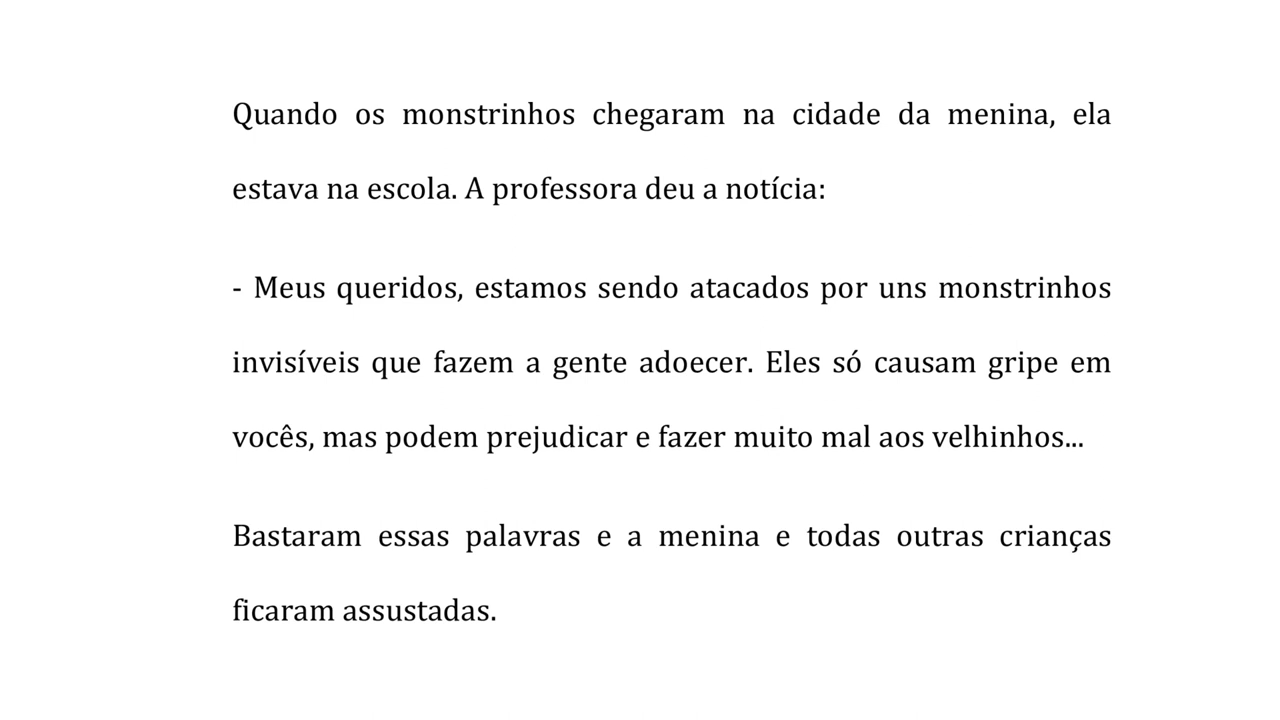 Quando os monstrinhos chegaram na cidade da menina, ela
estava na escola. A professora deu a notícia:
- Meus queridos, estamos sendo atacados por uns monstrinhos
invisíveis que fazem a gente adoecer. Eles só causam gripe em
vocês, mas podem prejudicar e fazer muito mal aos velhinhos...
Bastaram essas palavras e a menina e todas outras crianças
ficaram assustadas.